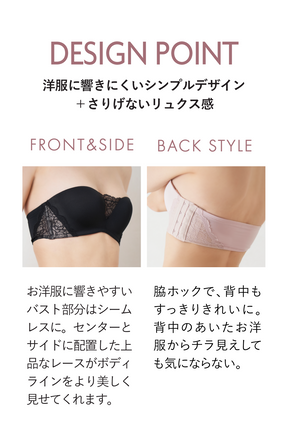 DESIGN POINT
洋服に響きにくいシンプルデザイン
＋さりげないリュクス感
FRONT&SIDE
お洋服に響きやすい
バスト部分はシーム
レスに。センターと
サイドに配置した上
品なレースがボディ
ラインをより美しく
見せてくれます。
BACK STYLE
脇ホックで、背中も
すっきりきれいに。
背中のあいたお洋
服からチラ見えして
も気にならない。